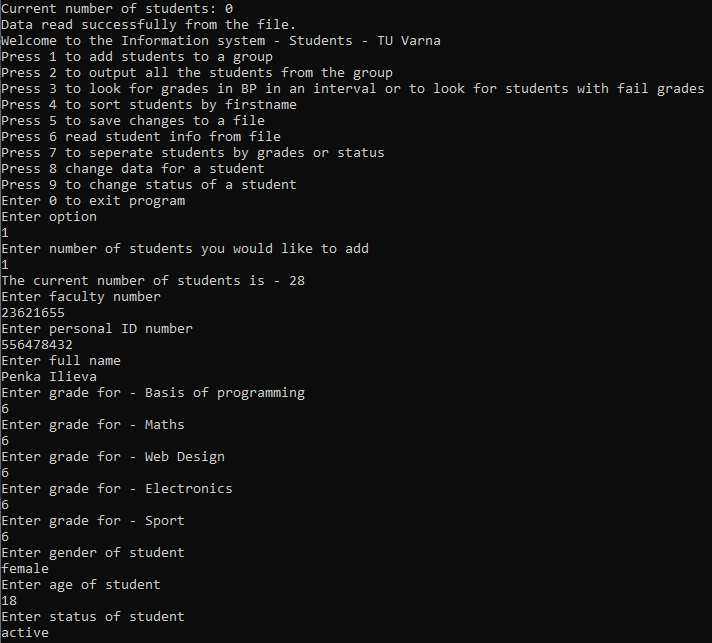 Current number of students: 0
Data read successfully from the file.
Welcome to the Information system - Students - TU Varna
Press 1 to add students to a group
Press 2 to output all the students from the group
Press 3 to look for grades in BP in an interval or to look for students with fail grades
Press 4 to sort students by firstname
Press 5 to save changes to a file
Press 6 read student info from file
Press 7 to seperate students by grades or status
Press 8 change data for a student
Press 9 to change status of a student
Enter 0 to exit program
Enter option
1
Enter number of students you would like to add
1
The current number of students is - 28
Enter faculty number
23621655
Enter personal ID number
556478432
Enter full name
Penka Ilieva
Enter grade for - Basis of programming
6
Enter grade for - Maths
6
Enter grade for - Web Design
6
Enter grade for - Electronics
6
Enter grade for - Sport
6
Enter gender of student
female
Enter age of student
18
Enter status of student
active